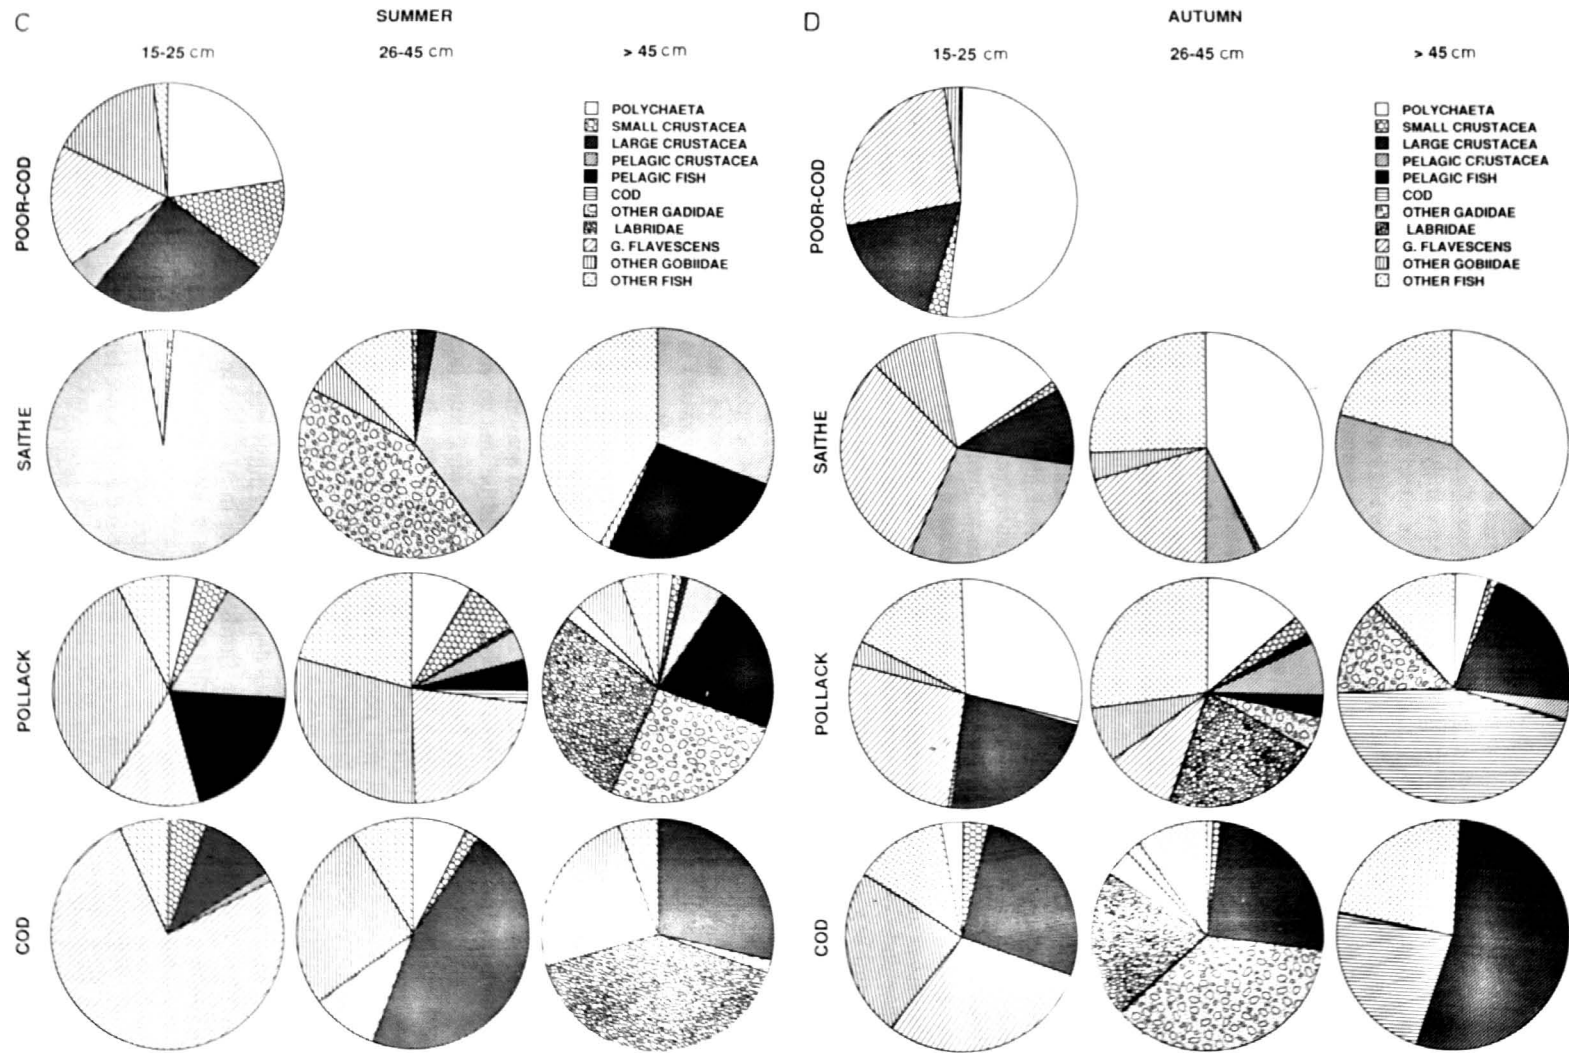 C
SUMMER
15-25 cm
26-45 cm
> 45 cm
POLYCHAETA
SMALL CRUSTACEA
LARGE CRUSTACEA
PELAGIC CRUSTACEA
PELAGIC FISH
COD
OTHER GADIDAE
LABRIDAE
G. FLAVESCENS
OTHER GOBIIDAE
OTHER FISH
POOR-COD
SAITHE
POLLACK
COD
D
AUTUMN
15-25 cm
26-45 cm
> 45 cm
POLYCHAETA
SMALL CRUSTACEA
LARGE CRUSTACEA
PELAGIC CRUSTACEA
PELAGIC FISH
COD
OTHER GADIDAE
LABRIDAE
G. FLAVESCENS
OTHER GOBIIDAE
OTHER FISH
POOR-COD
SAITHE
POLLACK
COD